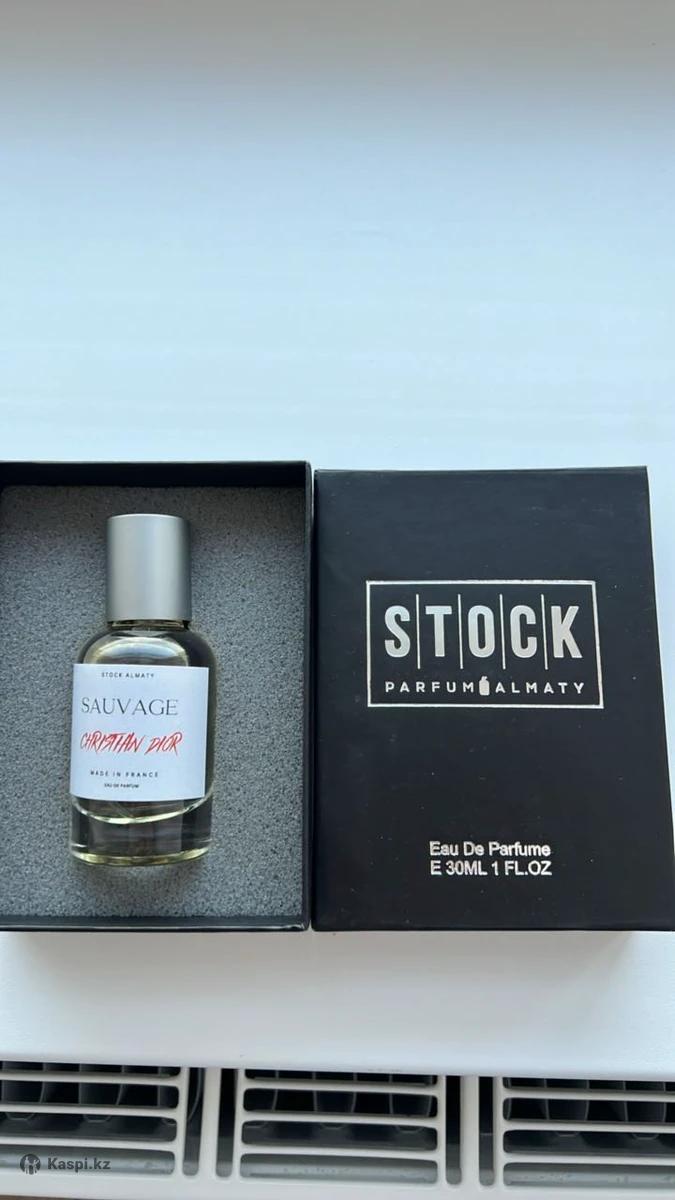 STOCK ALMATY
SAUVAGE
CHRISTIAN DIOR
MADE IN FRANCE
EAU DE PARFUM
STOCK
PARFUM ALMATY
Eau De Parfume
E 30ML 1 FL.OZ
Kaspi.kz